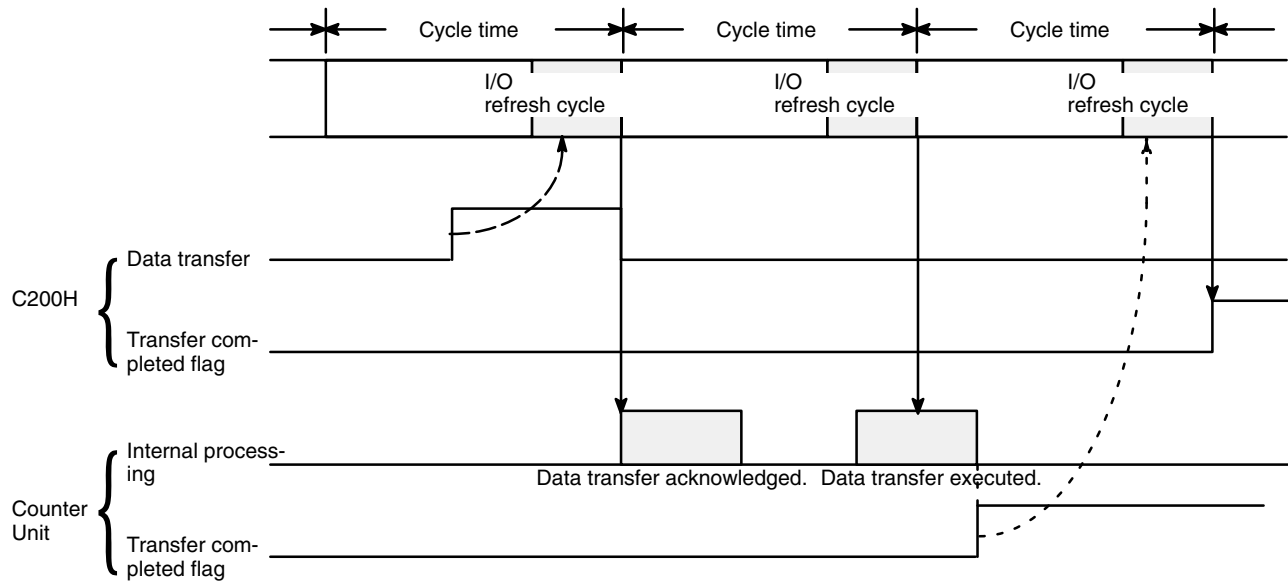 Cycle time
Cycle time
Cycle time
I/O
refresh cycle
I/O
refresh cycle
I/O
refresh cycle
C200H
Data transfer
Transfer com-
pleted flag
Counter
Unit
Internal process-
ing
Data transfer acknowledged.
Data transfer executed.
Transfer com-
pleted flag